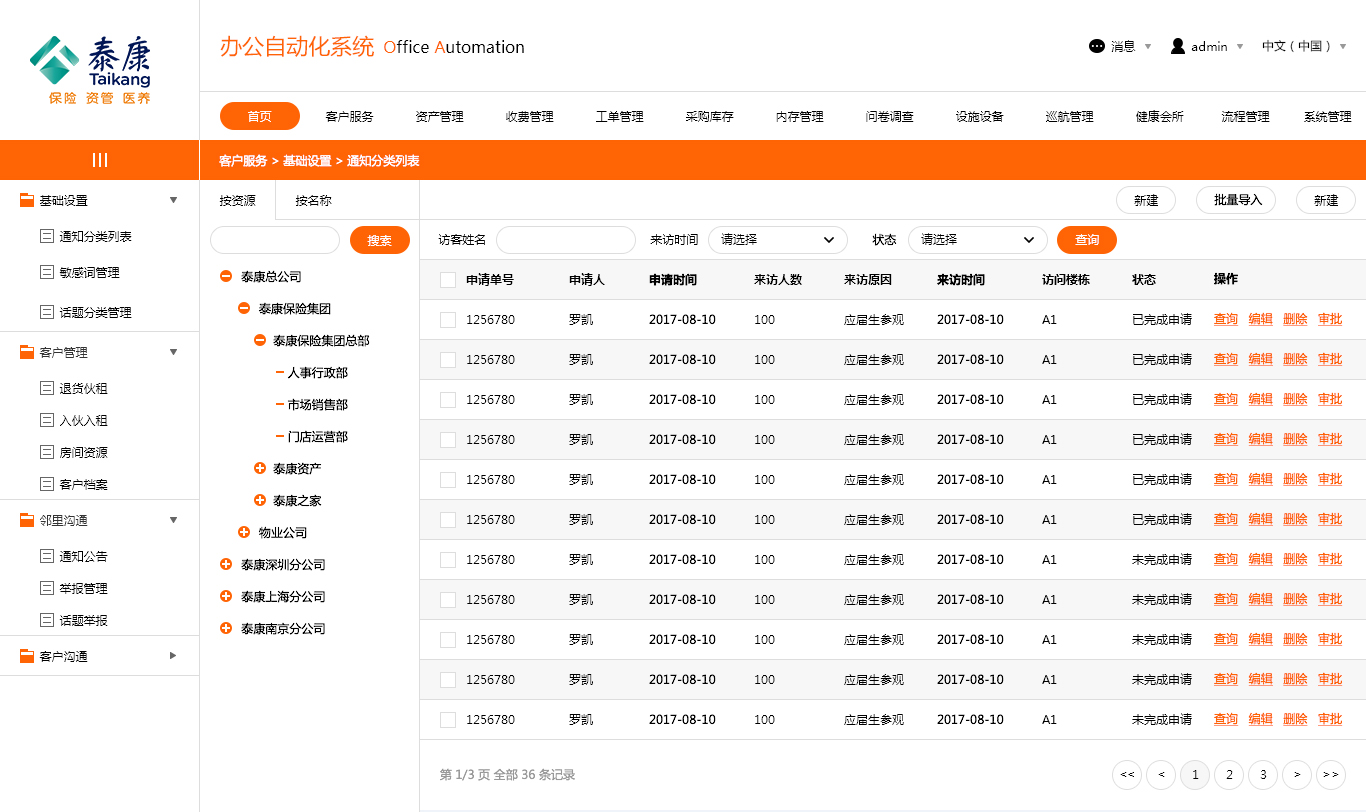 泰康
Taikang
保险 资管 医养
办公自动化系统 Office Automation
消息 admin 中文（中国）
首页 客户服务 资产管理 收费管理 工单管理 采购库存 内存管理 问卷调查 设施设备 巡航管理 健康会所 流程管理 系统管理
客户服务 > 基础设置 > 通知分类列表
基础设置
通知分类列表
敏感词管理
话题分类管理
客户管理
退货伙租
入伙入租
房间资源
客户档案
邻里沟通
通知公告
举报管理
话题举报
客户沟通
按资源 按名称
搜索
泰康总公司
泰康保险集团
泰康保险集团总部
人事行政部
市场销售部
门店运营部
泰康资产
泰康之家
物业公司
泰康深圳分公司
泰康上海分公司
泰康南京分公司
新建 批量导入 新建
访客姓名 来访时间 请选择 状态 请选择 查询
申请单号 申请人 申请时间 来访人数 来访原因 来访时间 访问楼栋 状态 操作
1256780 罗凯 2017-08-10 100 应届生参观 2017-08-10 A1 已完成申请 查询 编辑 删除 审批
1256780 罗凯 2017-08-10 100 应届生参观 2017-08-10 A1 已完成申请 查询 编辑 删除 审批
1256780 罗凯 2017-08-10 100 应届生参观 2017-08-10 A1 已完成申请 查询 编辑 删除 审批
1256780 罗凯 2017-08-10 100 应届生参观 2017-08-10 A1 已完成申请 查询 编辑 删除 审批
1256780 罗凯 2017-08-10 100 应届生参观 2017-08-10 A1 已完成申请 查询 编辑 删除 审批
1256780 罗凯 2017-08-10 100 应届生参观 2017-08-10 A1 已完成申请 查询 编辑 删除 审批
1256780 罗凯 2017-08-10 100 应届生参观 2017-08-10 A1 未完成申请 查询 编辑 删除 审批
1256780 罗凯 2017-08-10 100 应届生参观 2017-08-10 A1 未完成申请 查询 编辑 删除 审批
1256780 罗凯 2017-08-10 100 应届生参观 2017-08-10 A1 未完成申请 查询 编辑 删除 审批
1256780 罗凯 2017-08-10 100 应届生参观 2017-08-10 A1 未完成申请 查询 编辑 删除 审批
1256780 罗凯 2017-08-10 100 应届生参观 2017-08-10 A1 未完成申请 查询 编辑 删除 审批
第 1/3 页 全部 36 条记录
<< < 1 2 3 > >>